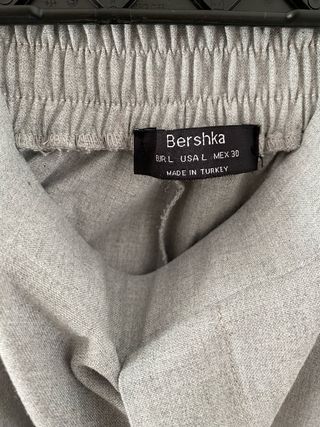 Bershka
EUR L USA L MEX 30
MADE IN TURKEY